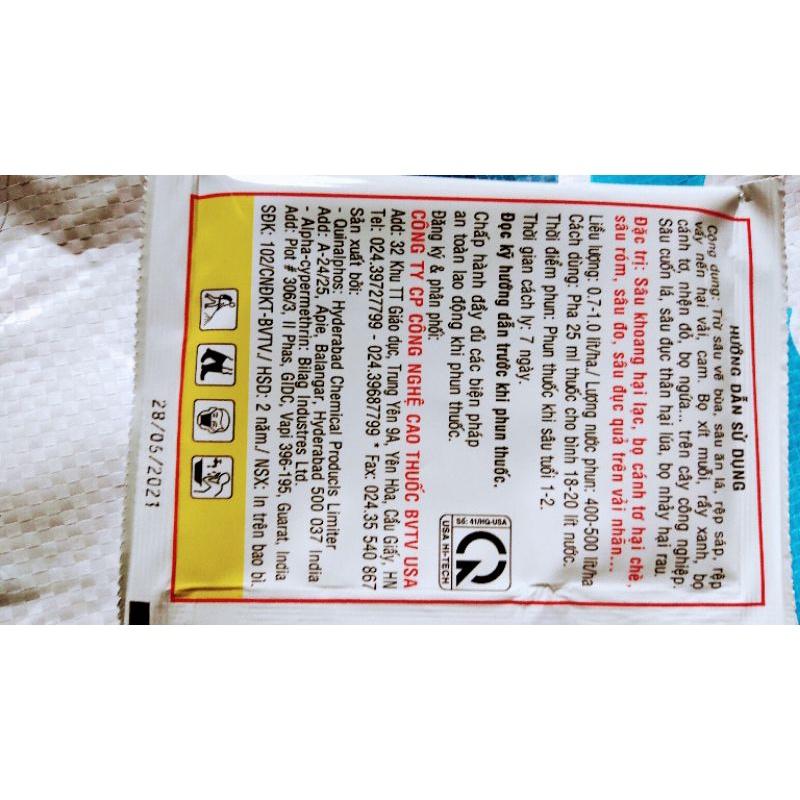 HƯỚNG DẪN SỬ DỤNG
Công dụng: Trừ sâu vẽ bùa, sâu ăn lá, rệp sáp, rệp
vảy nến hại vải, cam. Bọ xít muỗi, rầy xanh, bọ
cánh tơ, nhện đỏ, bọ ngựa... trên cây công nghiệp.
Sâu cuốn lá, sâu đục thân hại lúa, bọ nhảy hại rau.
Đặc trị: Sâu khoang hại lạc, bọ cánh tơ hại chè,
sâu róm, sâu đo, sâu đục quả trên vải nhãn...
Liều lượng: 0,7-1.0 lít/ha./ Lượng nước phun: 400-500 lít/ha
Cách dùng: Pha 25 ml thuốc cho bình 18-20 lít nước.
Thời điểm phun: Phun thuốc khi sâu tuổi 1-2.
Thời gian cách ly: 7 ngày.
Đọc kỹ hướng dẫn trước khi phun thuốc.
Chấp hành đầy đủ các biện pháp
an toàn lao động khi phun thuốc.
Số: 41/HQ-USA
USA HI-TECH
Đăng ký & phân phối:
CÔNG TY CP CÔNG NGHỆ CAO THUỐC BVTV USA
Add: 32 Khu TT Giáo dục, Trung Yên 9A, Yên Hòa, Cầu Giấy, HN
Tel: 024.39727799 - 024.39687799 * Fax: 024.35 540 867
Sản xuất bởi:
- Quinalphos: Hyderabad Chemical Products Limiter
Add: A-24/25, Apie, Balangar, Hyderabad 500 037 India
- Alpha-cypermethrin: Bilag Industres Ltd.
Add: Plot # 306/3, II Phas, GIDC, Vapi 396-195, Guarat, India
SĐK: 102/CNĐKT-BVTV./ HSD: 2 năm./ NSX: In trên bao bì.
28/05/2021